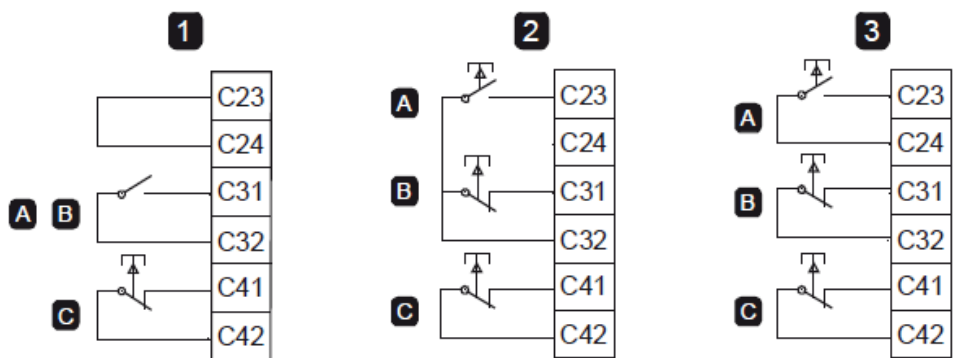 1 2 3
A C23 A C23
C23
C24 C24 A C24
A B C31 B C31 B C31
C32 C32 C32
C41 C41 C41
C C42 C C42 C C42